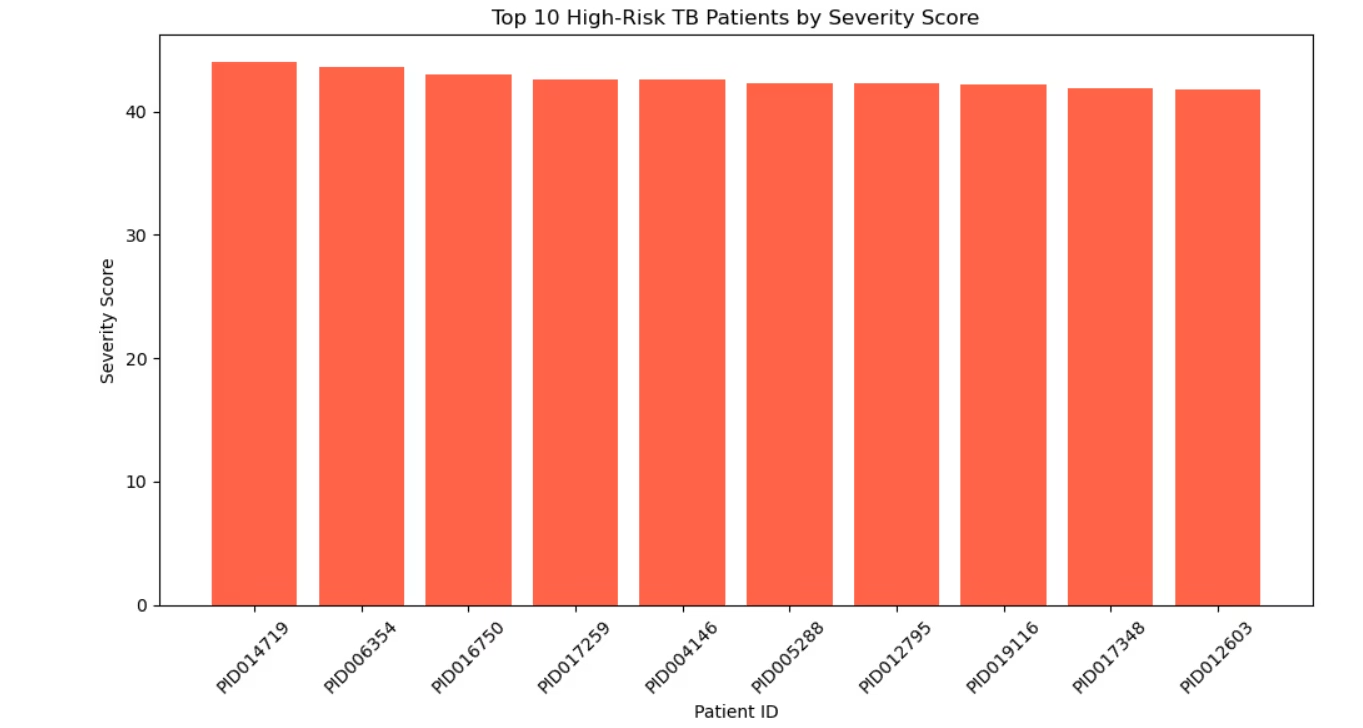 Top 10 High-Risk TB Patients by Severity Score
Severity Score
40
30
20
10
0
PID014719
PID006354
PID016750
PID017259
PID004146
PID005288
PID012795
PID019116
PID017348
PID012603
Patient ID